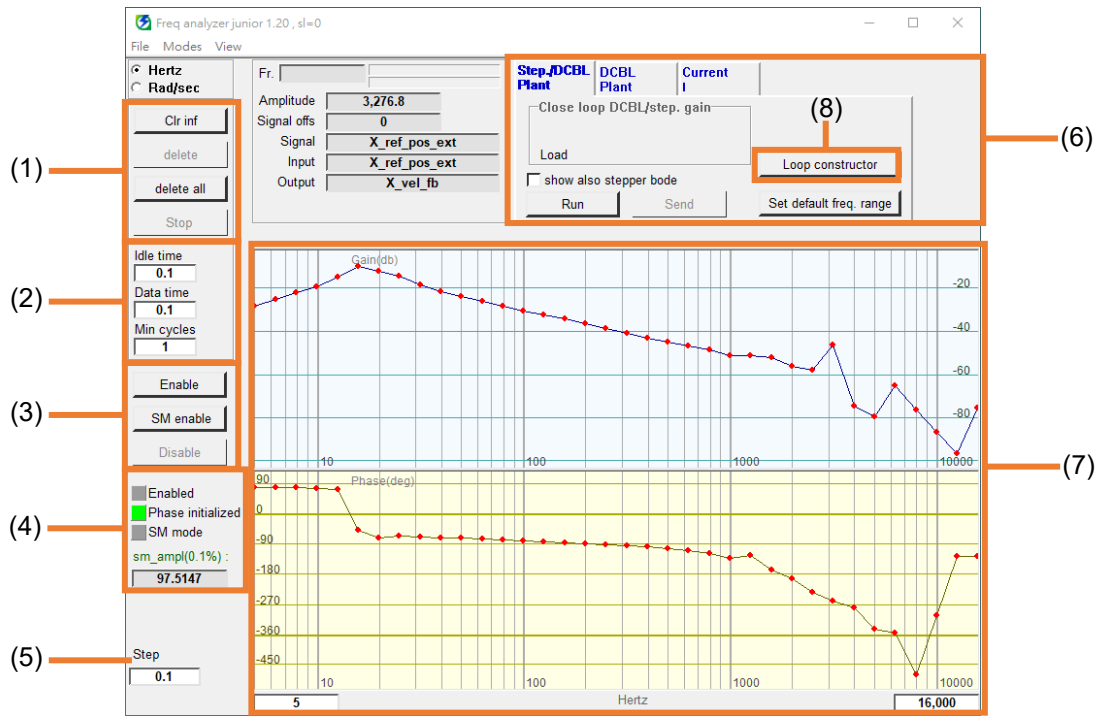 Freq analyzer junior 1.20 , sl=0
File Modes View
Hertz
Rad/sec
Fr.
Amplitude 3,276.8
Signal offs 0
Signal X_ref_pos_ext
Input X_ref_pos_ext
Output X_vel_fb
Step./DCBL Plant
DCBL Plant
Current l
Close loop DCBL/step. gain
Load
(8)
Loop constructor
show also stepper bode
Run Send Set default freq. range
(6)
(1)
Clr inf
delete
delete all
Stop
(2)
Idle time
0.1
Data time
0.1
Min cycles
1
(3)
Enable
SM enable
Disable
(4)
Enabled
Phase initialized
SM mode
sm_ampl(0.1%) :
97.5147
(5)
Step
0.1
Gain(db)
-20
-40
-60
-80
10 100 1000 10000
(7)
Phase(deg)
90
0
-90
-180
-270
-360
-450
10 100 1000 10000
5 Hertz 16,000